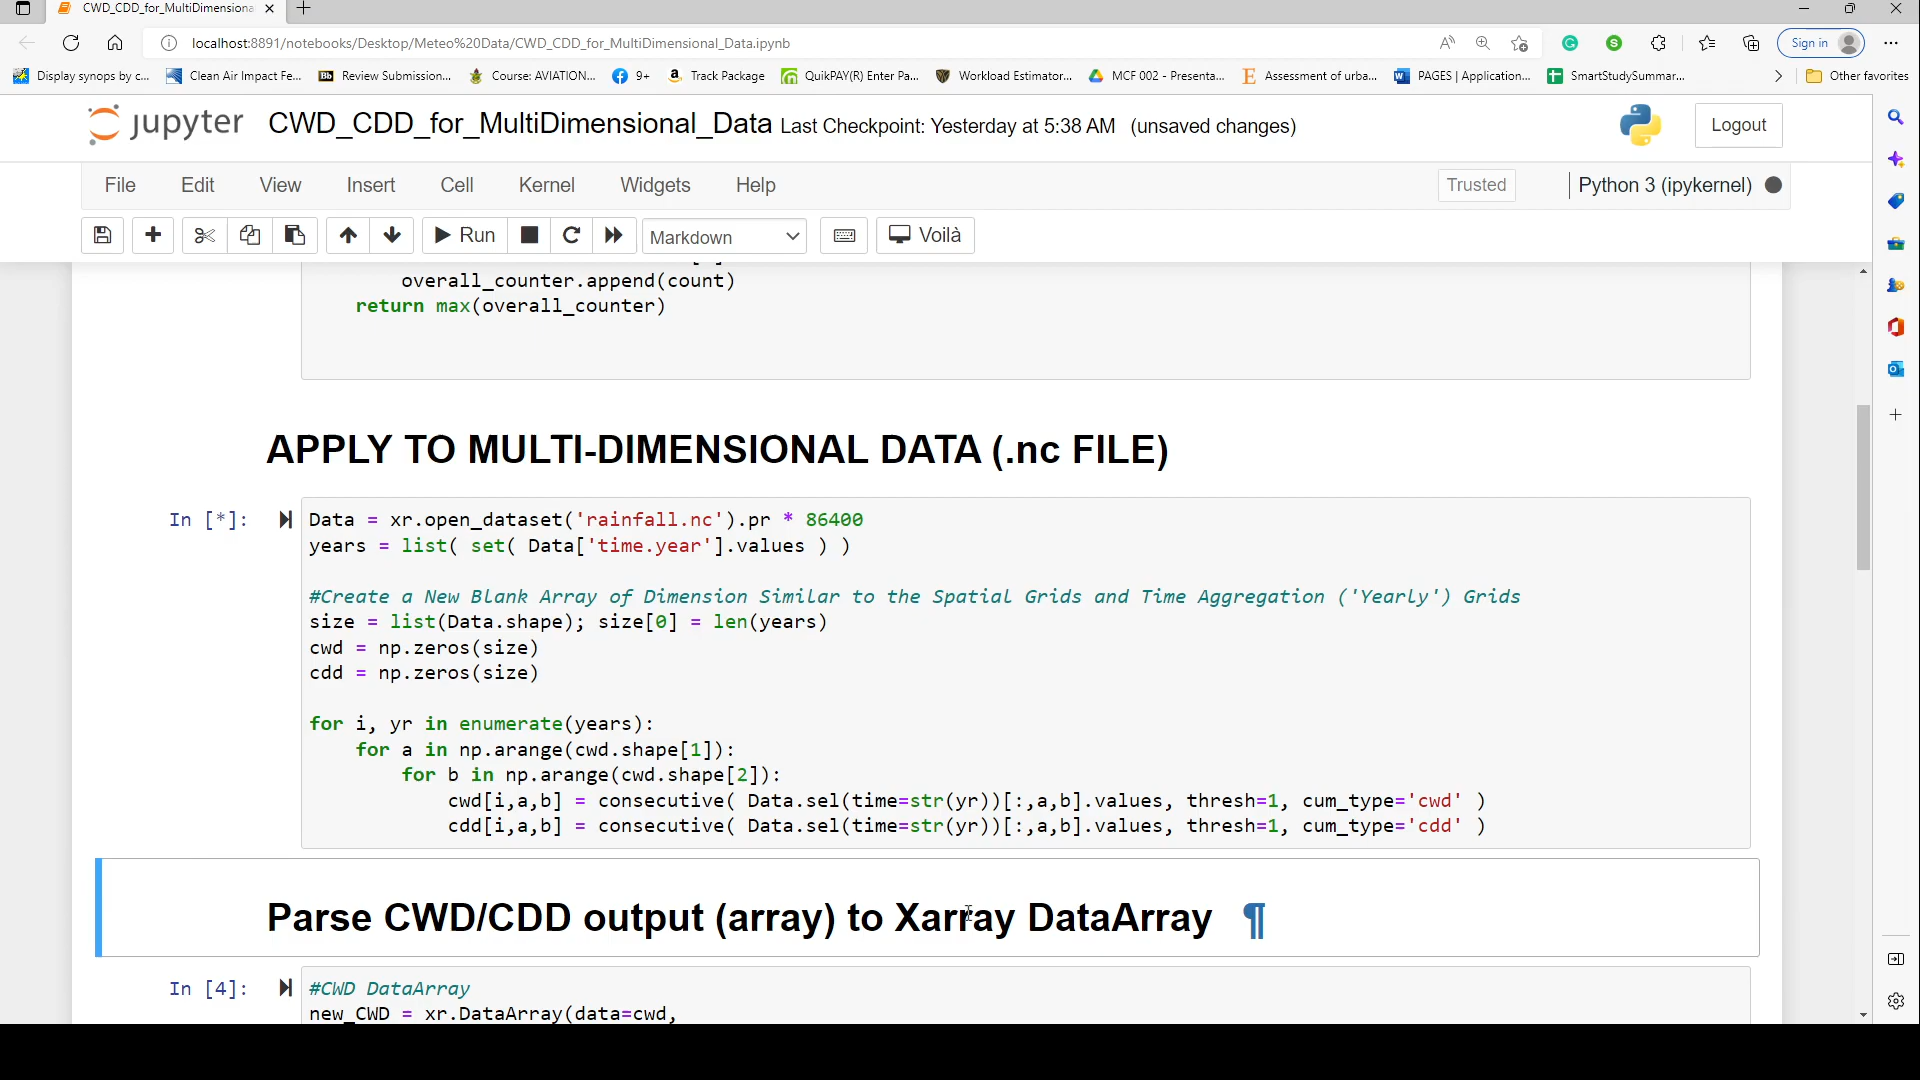 CWD_CDD_for_MultiDimensiona
localhost:8891/notebooks/Desktop/Meteo%20Data/CWD_CDD_for_MultiDimensional_Data.ipynb
Sign in
Display synops by c...
Clean Air Impact Fe...
Bb Review Submission...
Course: AVIATION...
9+
Track Package
QuikPAY(R) Enter Pa...
Workload Estimator...
MCF 002 - Presenta...
Assessment of urba...
PAGES | Application...
SmartStudySummar...
Other favorites
jupyter CWD_CDD_for_MultiDimensional_Data Last Checkpoint: Yesterday at 5:38 AM (unsaved changes)
Logout
File Edit View Insert Cell Kernel Widgets Help
Trusted
Python 3 (ipykernel)
Run
Markdown
Voilà
overall_counter.append(count)
return max(overall_counter)
APPLY TO MULTI-DIMENSIONAL DATA (.nc FILE)
In [*]:
Data = xr.open_dataset('rainfall.nc').pr * 86400
years = list( set( Data['time.year'].values ) )
#Create a New Blank Array of Dimension Similar to the Spatial Grids and Time Aggregation ('Yearly') Grids
size = list(Data.shape); size[0] = len(years)
cwd = np.zeros(size)
cdd = np.zeros(size)
for i, yr in enumerate(years):
for a in np.arange(cwd.shape[1]):
for b in np.arange(cwd.shape[2]):
cwd[i,a,b] = consecutive( Data.sel(time=str(yr))[:,a,b].values, thresh=1, cum_type='cwd' )
cdd[i,a,b] = consecutive( Data.sel(time=str(yr))[:,a,b].values, thresh=1, cum_type='cdd' )
Parse CWD/CDD output (array) to Xarray DataArray ¶
In [4]:
#CWD DataArray
new_CWD = xr.DataArray(data=cwd,